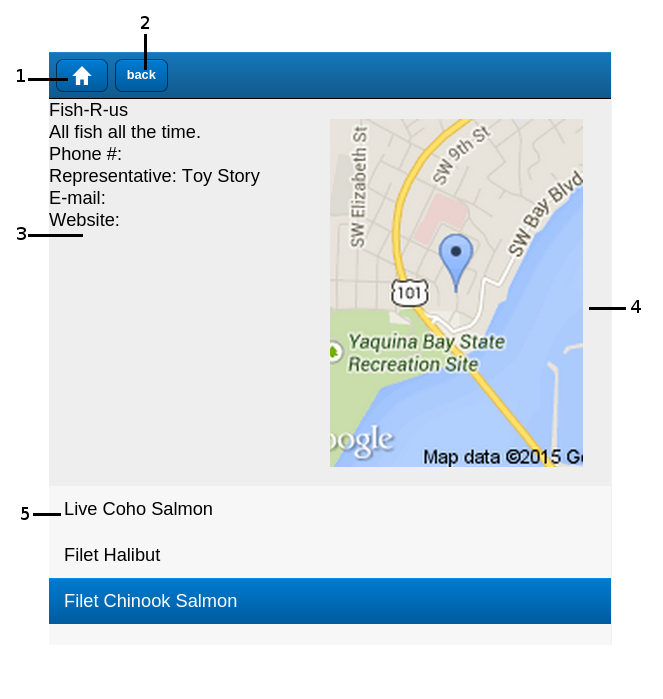 2
1
back
Fish-R-us
All fish all the time.
Phone #:
Representative: Toy Story
E-mail:
Website:
3
SW Elizabeth St
SW 9th St
SW Bay Blvd
101
4
Yaquina Bay State
Recreation Site
oogle
Map data ©2015 Go
5
Live Coho Salmon
Filet Halibut
Filet Chinook Salmon